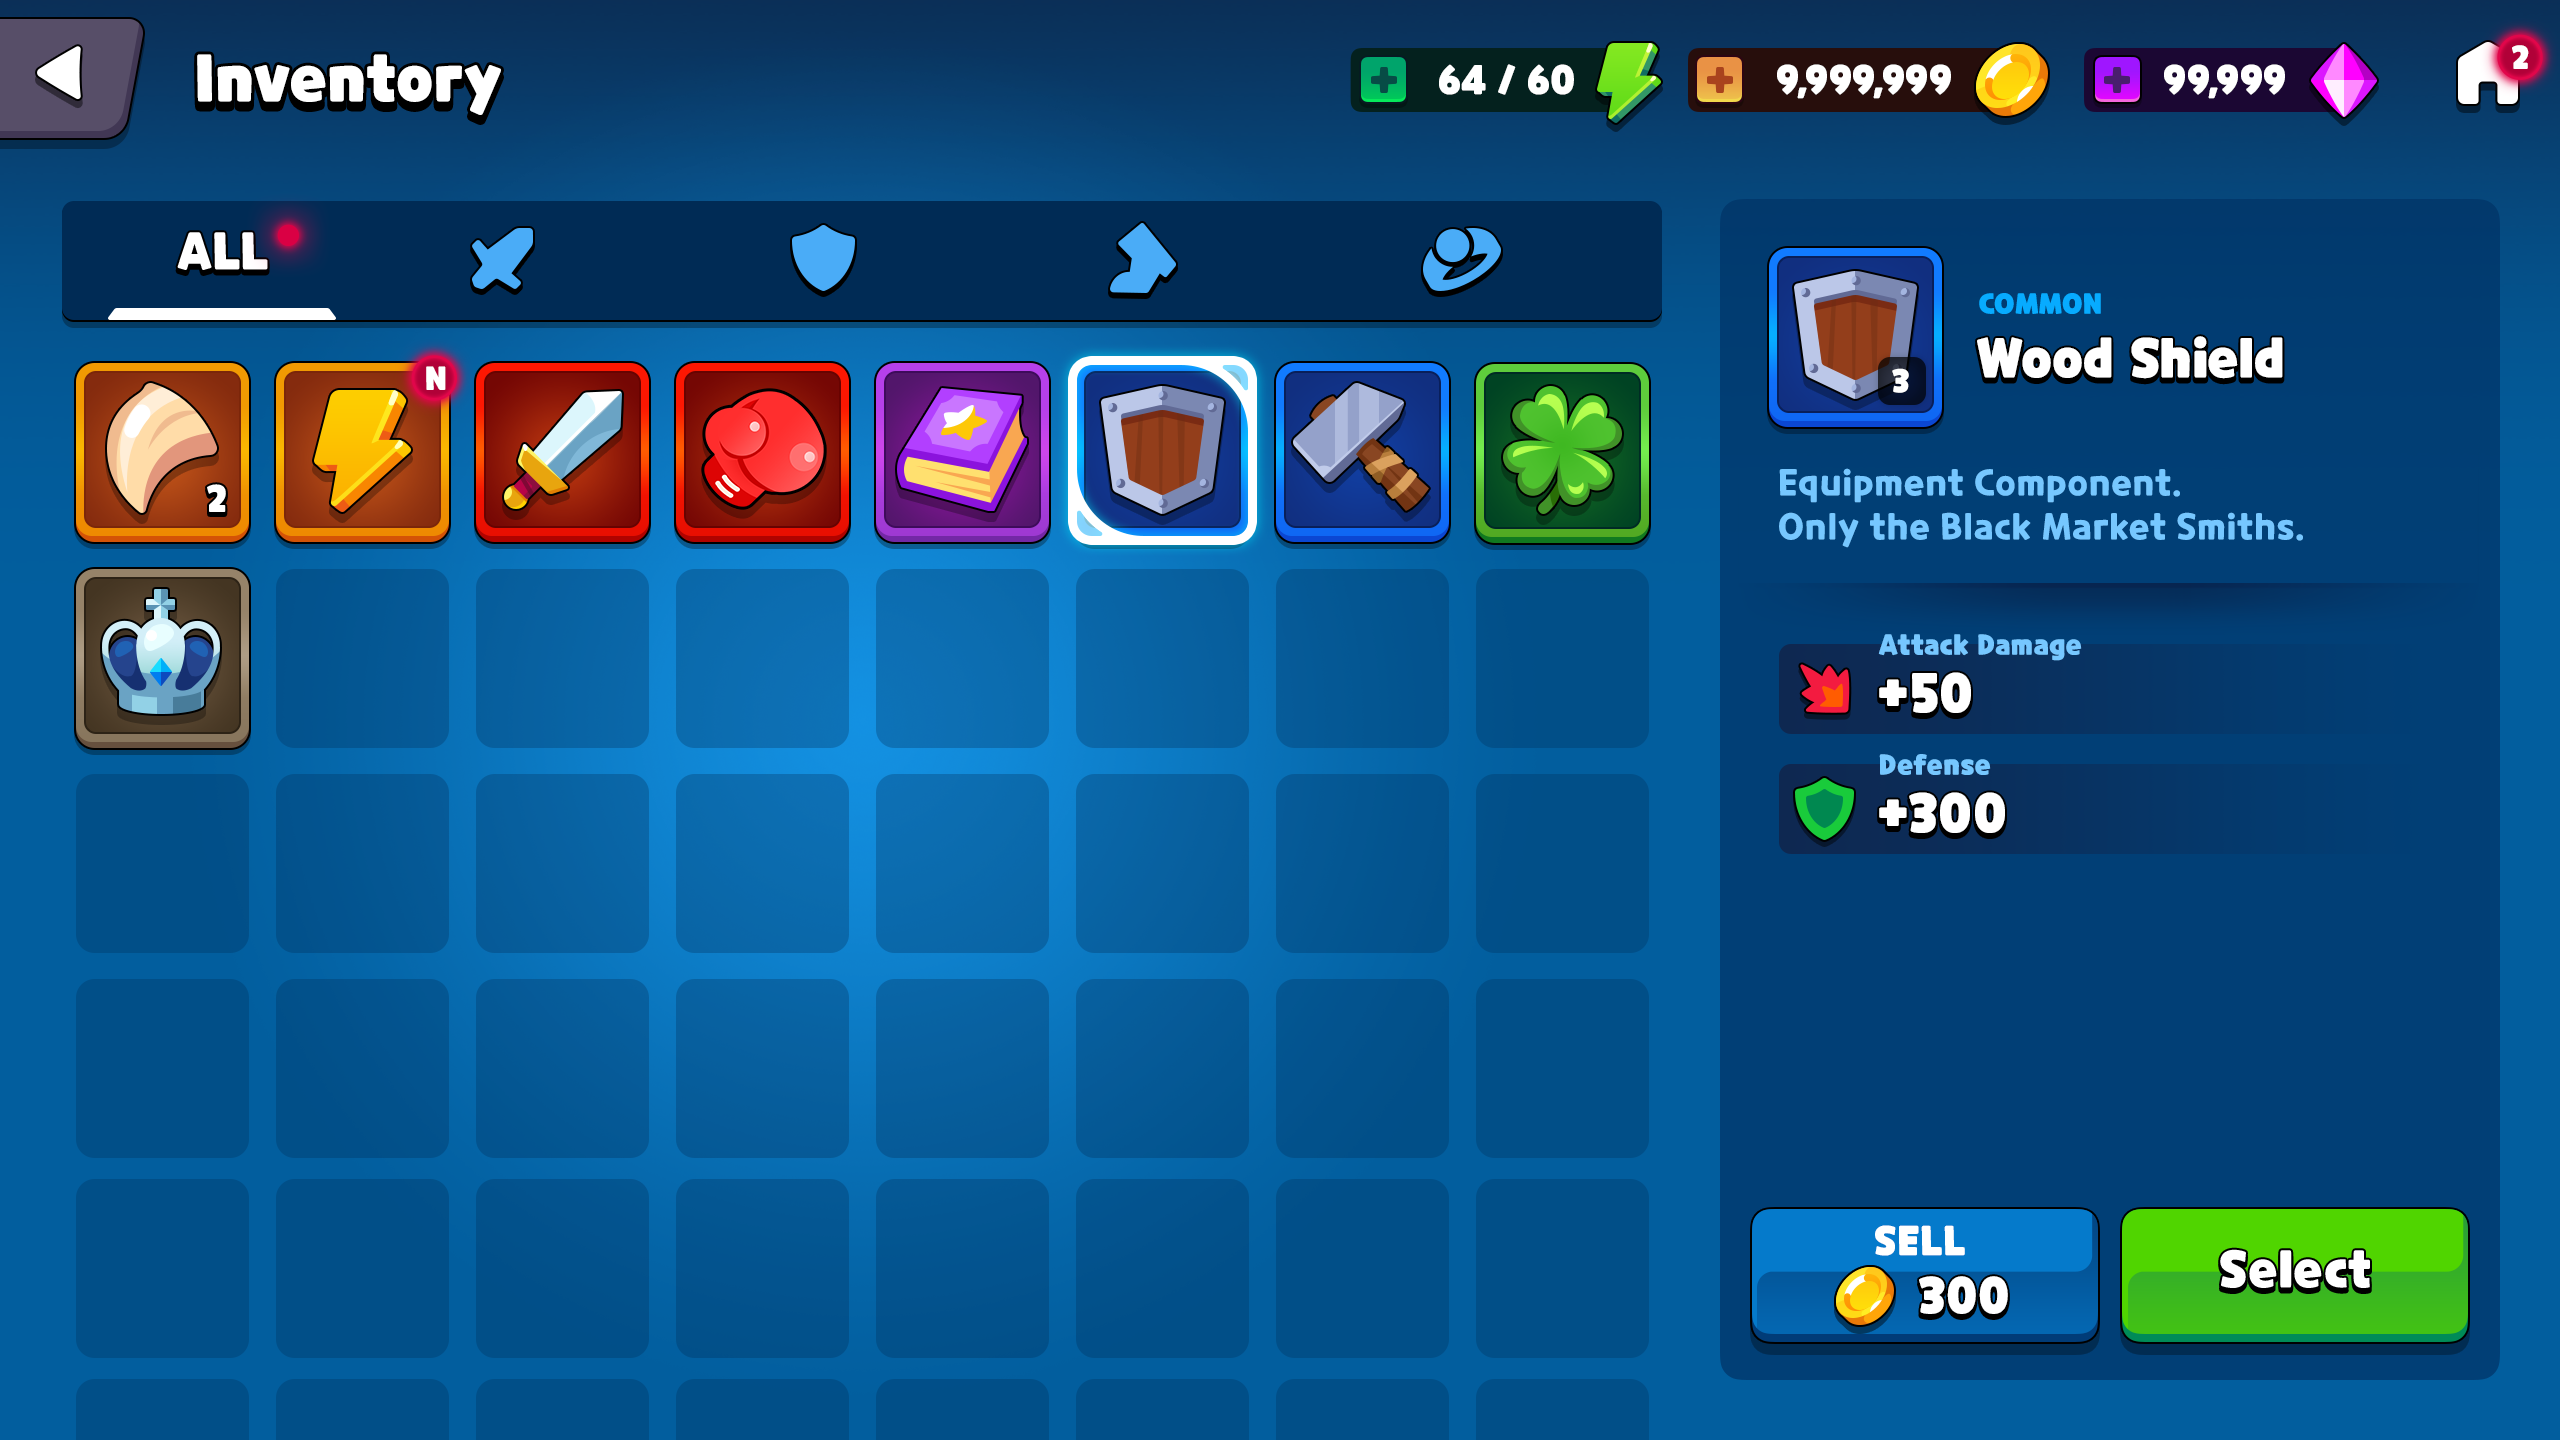 Inventory
64 / 60
9,999,999
99,999
2
ALL
N
2
COMMON
Wood Shield
3
Equipment Component.
Only the Black Market Smiths.
Attack Damage
+50
Defense
+300
SELL
300
Select